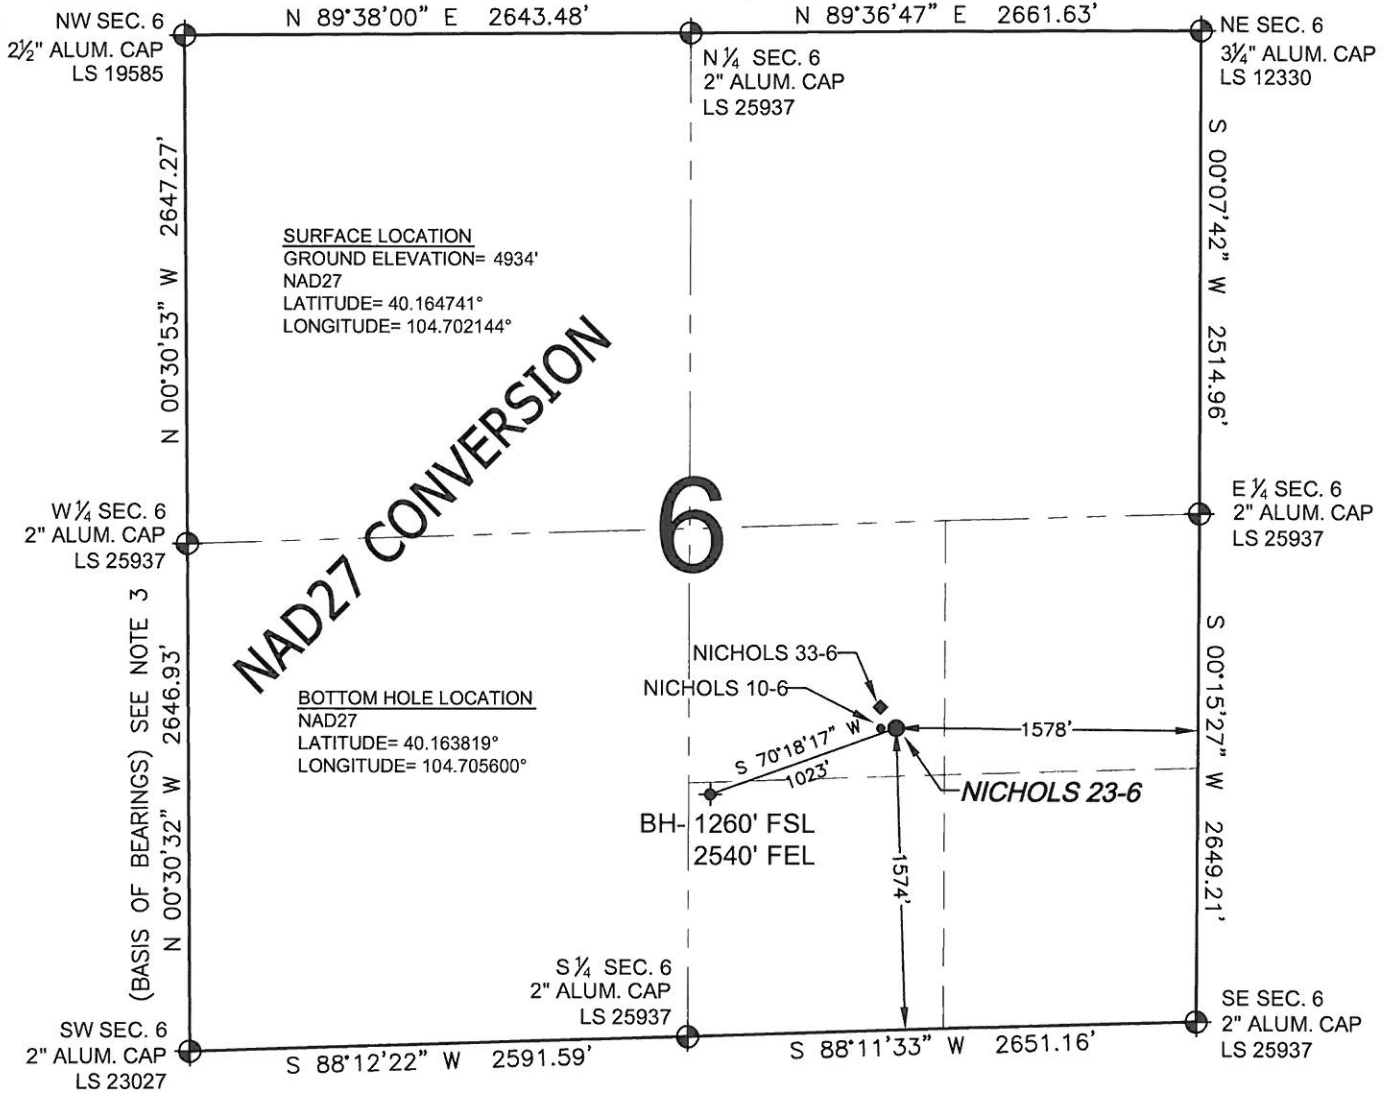 N 89°38'00" E 2643.48'
N 89°36'47" E 2661.63'
NW SEC. 6
2½" ALUM. CAP
LS 19585
N ¼ SEC. 6
2" ALUM. CAP
LS 25937
NE SEC. 6
3¼" ALUM. CAP
LS 12330
N 00°30'53" W 2647.27'
S 00°07'42" W 2514.96'
SURFACE LOCATION
GROUND ELEVATION= 4934'
NAD27
LATITUDE= 40.164741°
LONGITUDE= 104.702144°
NAD27 CONVERSION
6
W ¼ SEC. 6
2" ALUM. CAP
LS 25937
E ¼ SEC. 6
2" ALUM. CAP
LS 25937
(BASIS OF BEARINGS) SEE NOTE 3
N 00°30'32" W 2646.93'
BOTTOM HOLE LOCATION
NAD27
LATITUDE= 40.163819°
LONGITUDE= 104.705600°
NICHOLS 33-6
NICHOLS 10-6
S 70°18'17" W
1023'
1578'
NICHOLS 23-6
BH- 1260' FSL
2540' FEL
1574'
S 00°15'27" W 2649.21'
S ¼ SEC. 6
2" ALUM. CAP
LS 25937
SW SEC. 6
2" ALUM. CAP
LS 23027
S 88°12'22" W 2591.59'
S 88°11'33" W 2651.16'
SE SEC. 6
2" ALUM. CAP
LS 25937